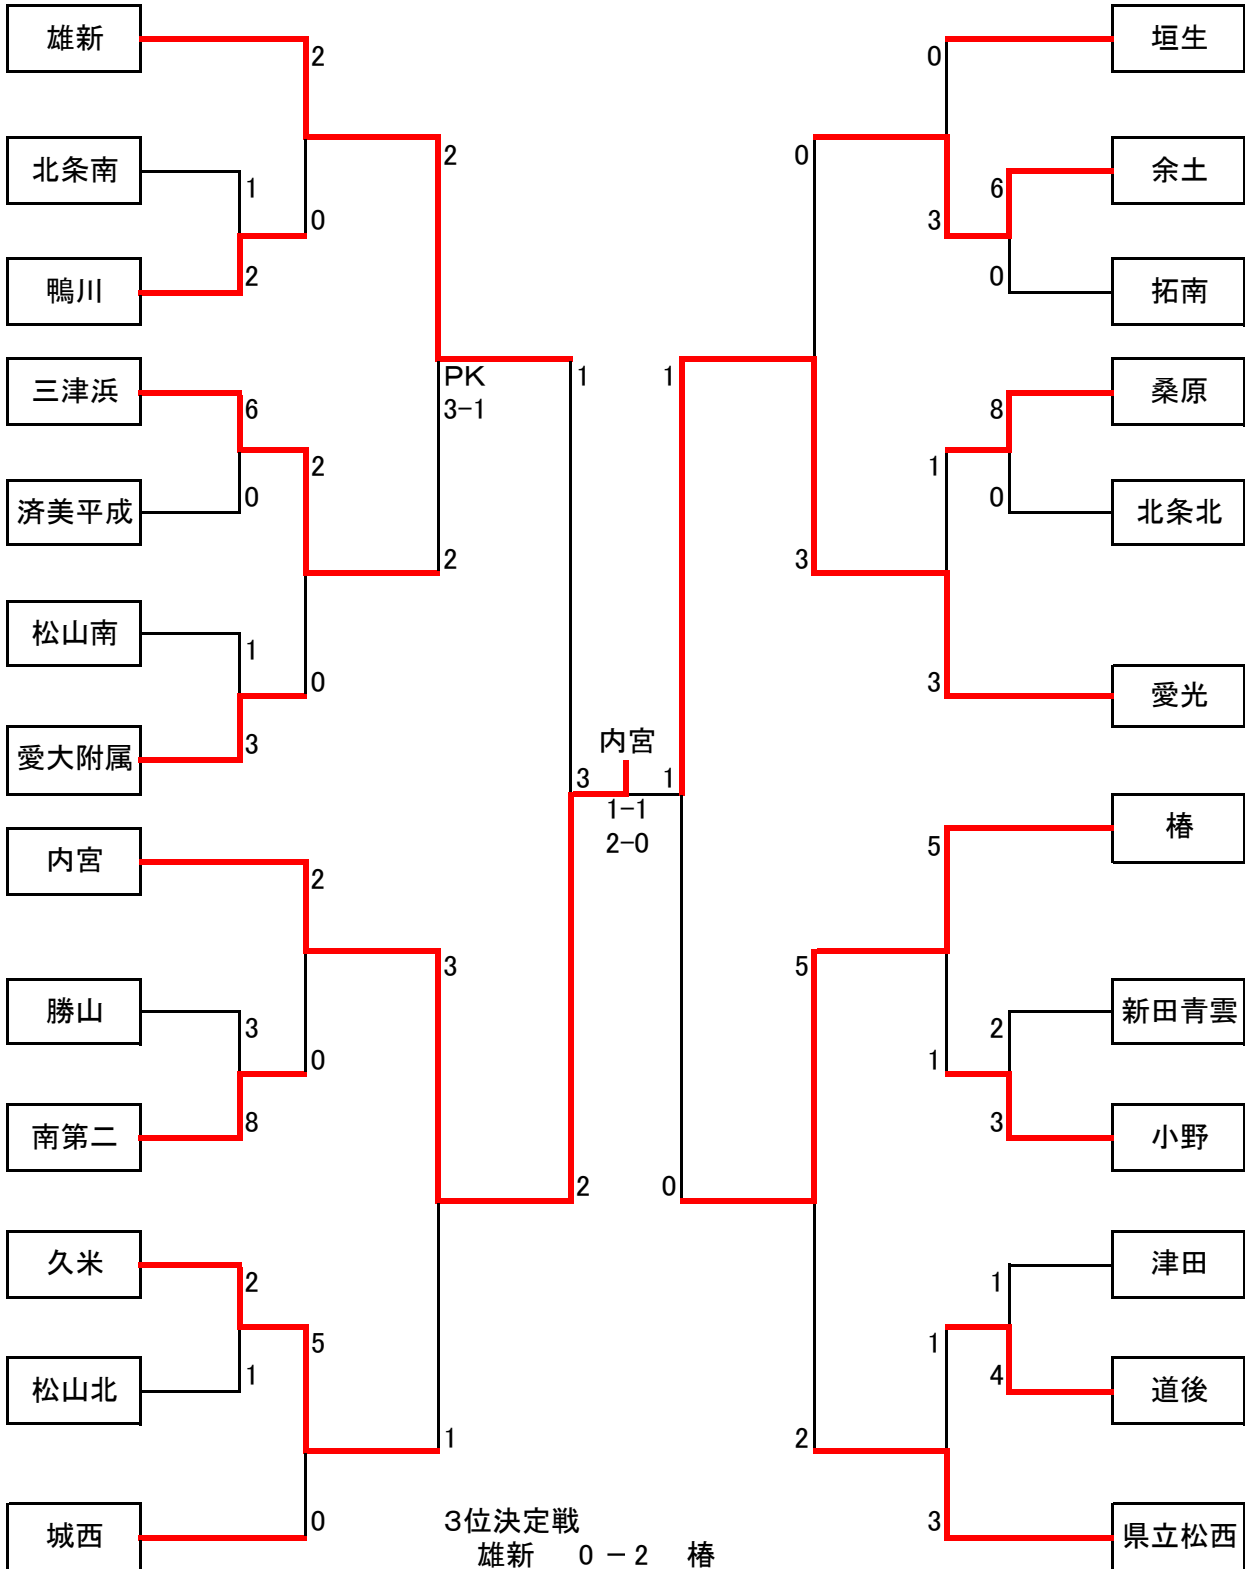 雄新
2
北条南
1
0
鴨川
2
2
三津浜
6
2
済美平成
0
PK
3-1
2
松山南
1
0
愛大附属
3
1
内宮
2
3
勝山
3
0
南第二
8
2
久米
2
5
松山北
1
1
城西
0
内宮
3
1
1-1
2-0
垣生
0
余土
6
0
3
拓南
0
桑原
8
1
1
北条北
0
3
愛光
3
椿
5
新田青雲
2
5
1
小野
3
0
津田
1
1
道後
4
2
県立松西
3
3位決定戦
雄新 0-2 椿